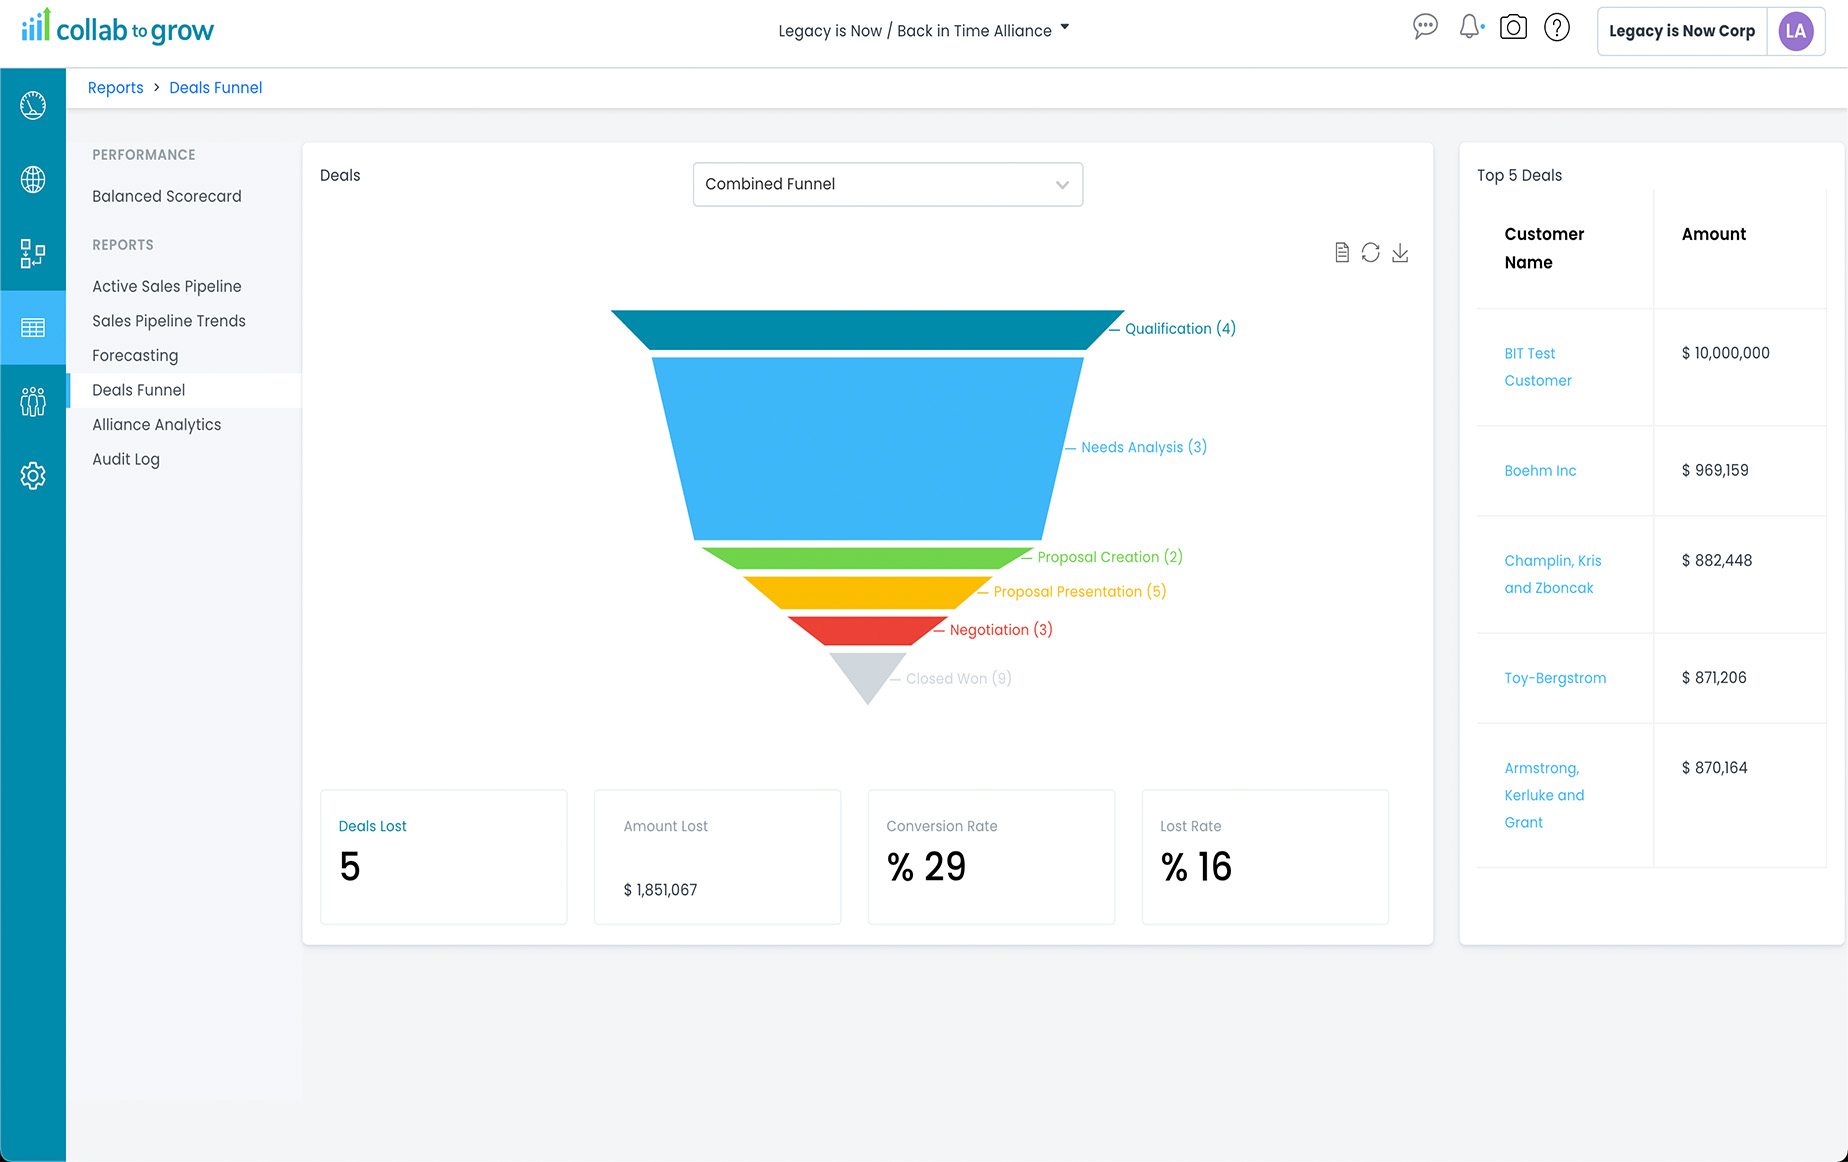 collab to grow
Legacy is Now / Back in Time Alliance
Legacy is Now Corp
LA
Reports > Deals Funnel
PERFORMANCE
Balanced Scorecard
REPORTS
Active Sales Pipeline
Sales Pipeline Trends
Forecasting
Deals Funnel
Alliance Analytics
Audit Log
Deals
Combined Funnel
Qualification (4)
Needs Analysis (3)
Proposal Creation (2)
Proposal Presentation (5)
Negotiation (3)
Closed Won (9)
Deals Lost
5
Amount Lost
$ 1,851,067
Conversion Rate
% 29
Lost Rate
% 16
Top 5 Deals
Customer
Name
Amount
BIT Test
Customer
$ 10,000,000
Boehm Inc
$ 969,159
Champlin, Kris
and Zboncak
$ 882,448
Toy-Bergstrom
$ 871,206
Armstrong,
Kerluke and
Grant
$ 870,164